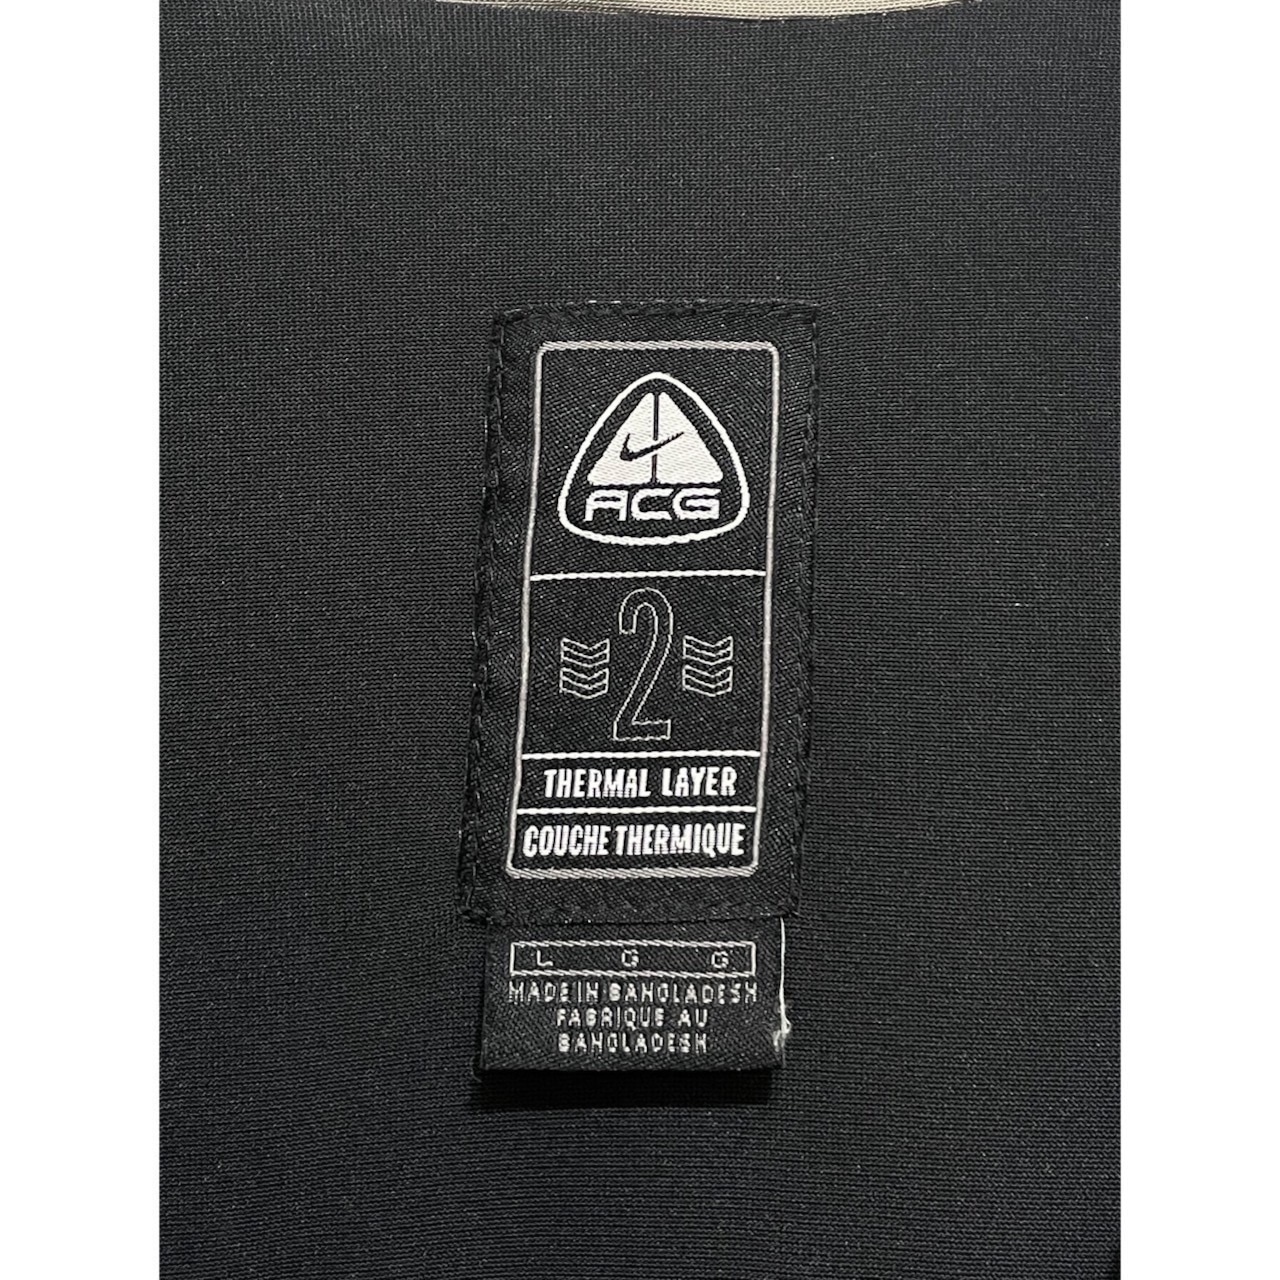 ACG
2
THERMAL LAYER
COUCHE THERMIQUE
L G G
MADE IN BANGLADESH
FABRIQUE AU
BANGLADESH